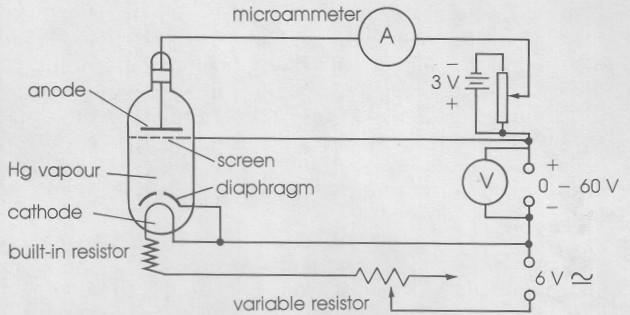 microammeter
A
anode
−
3 V
+
screen
Hg vapour
diaphragm
V
+
0 – 60 V
−
cathode
built-in resistor
6 V ≃
variable resistor